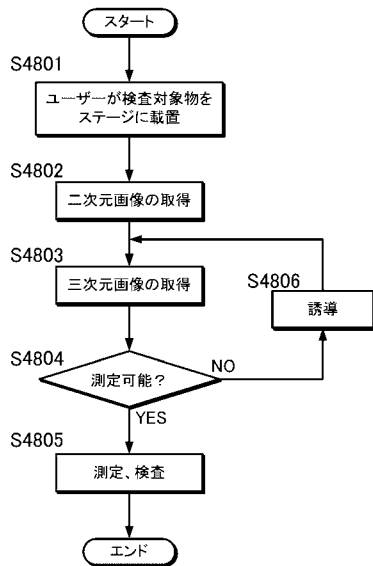 スタート
S4801
ユーザーが検査対象物を
ステージに載置
S4802
二次元画像の取得
S4803
三次元画像の取得
S4806
誘導
S4804
測定可能？
NO
YES
S4805
測定、検査
エンド